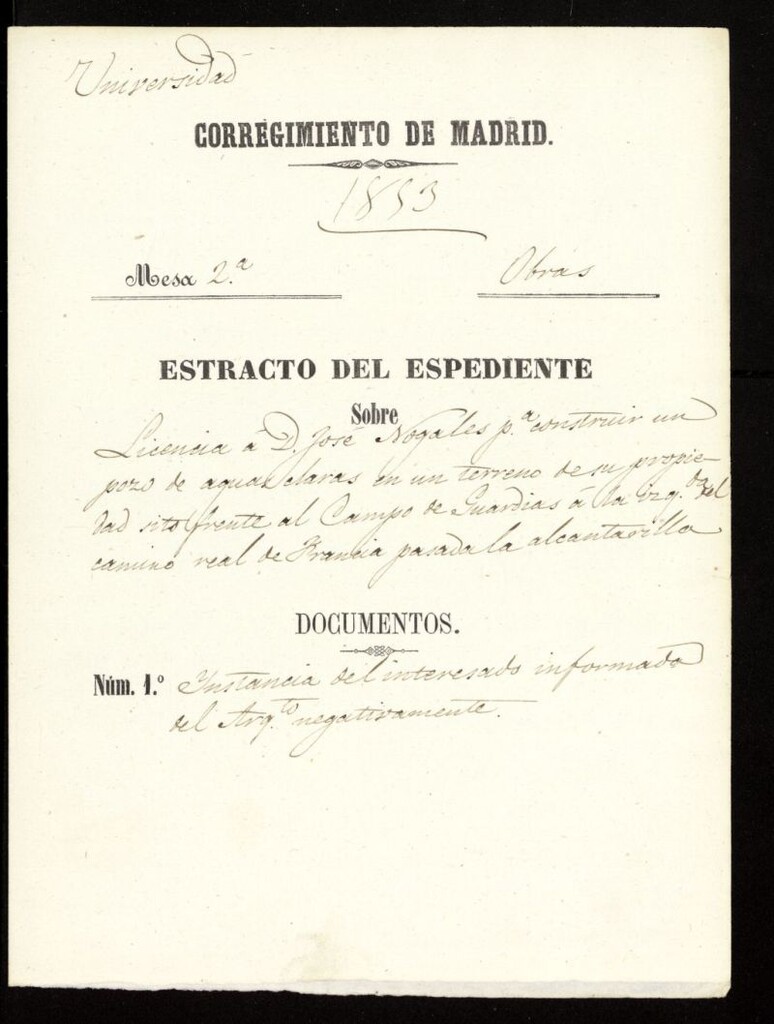 Universidad
CORREGIMIENTO DE MADRID.
1853
Mesa 2.ª
Obras
ESTRACTO DEL ESPEDIENTE
Sobre
Licencia á D. José Nogales p.ª construir un
pozo de aguas claras en un terreno de su propie-
dad sito frente al Campo de Guardias á la izq.da del
camino real de Francia pasada la alcantarilla
DOCUMENTOS.
Núm. 1.º Instancia del interesado informada
del Arq.to negativamente.